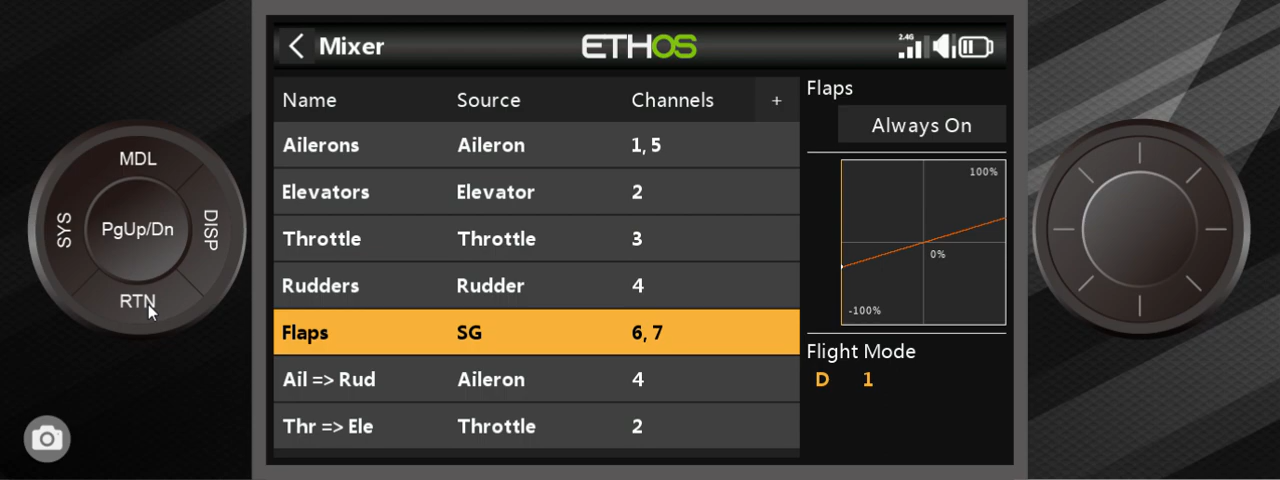 Mixer
ETHOS
2.4G
Name Source Channels +
Ailerons Aileron 1, 5
Elevators Elevator 2
Throttle Throttle 3
Rudders Rudder 4
Flaps SG 6, 7
Ail => Rud Aileron 4
Thr => Ele Throttle 2
Flaps
Always On
100%
0%
-100%
Flight Mode
D 1
MDL
SYS
PgUp/Dn
DISP
RTN